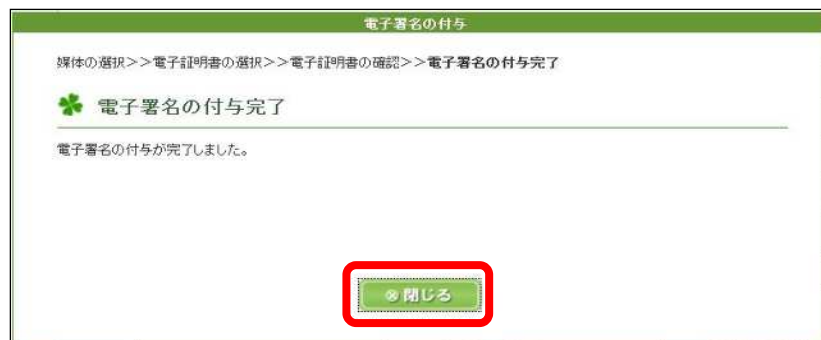 電子署名の付与
媒体の選択>>電子証明書の選択>>電子証明書の確認>>電子署名の付与完了
電子署名の付与完了
電子署名の付与が完了しました。
閉じる